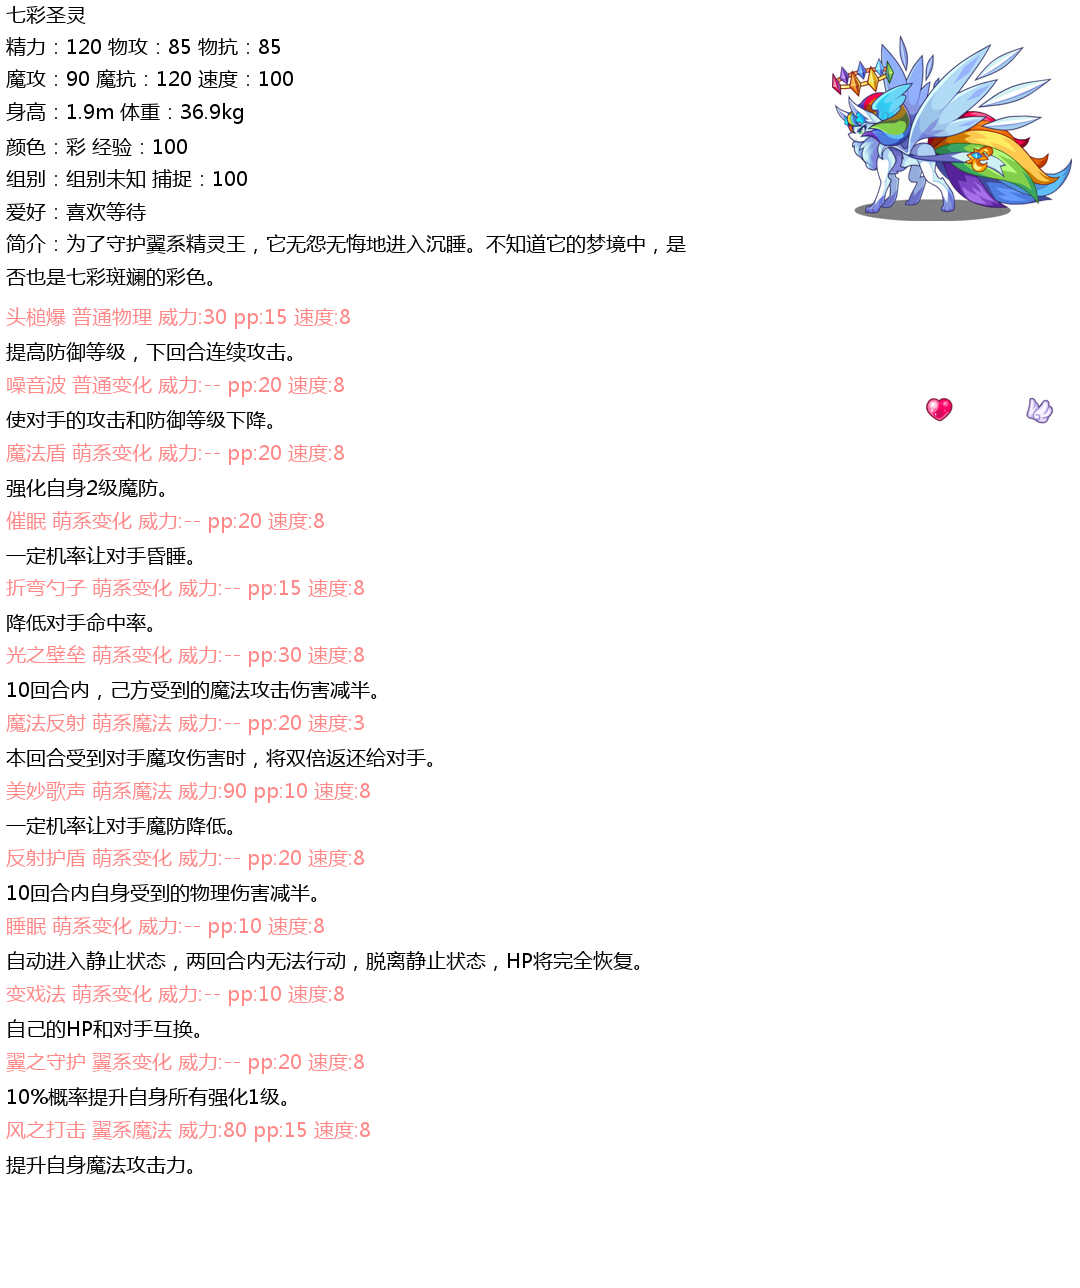 七彩圣灵
精力：120 物攻：85 物抗：85
魔攻：90 魔抗：120 速度：100
身高：1.9m 体重：36.9kg
颜色：彩 经验：100
组别：组别未知 捕捉：100
爱好：喜欢等待
简介：为了守护翼系精灵王，它无怨无悔地进入沉睡。不知道它的梦境中，是
否也是七彩斑斓的彩色。
头槌爆 普通物理 威力:30 pp:15 速度:8
提高防御等级，下回合连续攻击。
噪音波 普通变化 威力:-- pp:20 速度:8
使对手的攻击和防御等级下降。
魔法盾 萌系变化 威力:-- pp:20 速度:8
强化自身2级魔防。
催眠 萌系变化 威力:-- pp:20 速度:8
一定机率让对手昏睡。
折弯勺子 萌系变化 威力:-- pp:15 速度:8
降低对手命中率。
光之壁垒 萌系变化 威力:-- pp:30 速度:8
10回合内，己方受到的魔法攻击伤害减半。
魔法反射 萌系魔法 威力:-- pp:20 速度:3
本回合受到对手魔攻伤害时，将双倍返还给对手。
美妙歌声 萌系魔法 威力:90 pp:10 速度:8
一定机率让对手魔防降低。
反射护盾 萌系变化 威力:-- pp:20 速度:8
10回合内自身受到的物理伤害减半。
睡眠 萌系变化 威力:-- pp:10 速度:8
自动进入静止状态，两回合内无法行动，脱离静止状态，HP将完全恢复。
变戏法 萌系变化 威力:-- pp:10 速度:8
自己的HP和对手互换。
翼之守护 翼系变化 威力:-- pp:20 速度:8
10%概率提升自身所有强化1级。
风之打击 翼系魔法 威力:80 pp:15 速度:8
提升自身魔法攻击力。